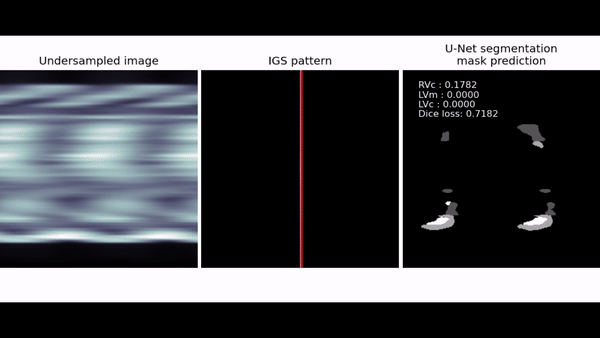 Undersampled image
IGS pattern
U-Net segmentation
mask prediction
RVc : 0.1782
LVm : 0.0000
LVc : 0.0000
Dice loss: 0.7182